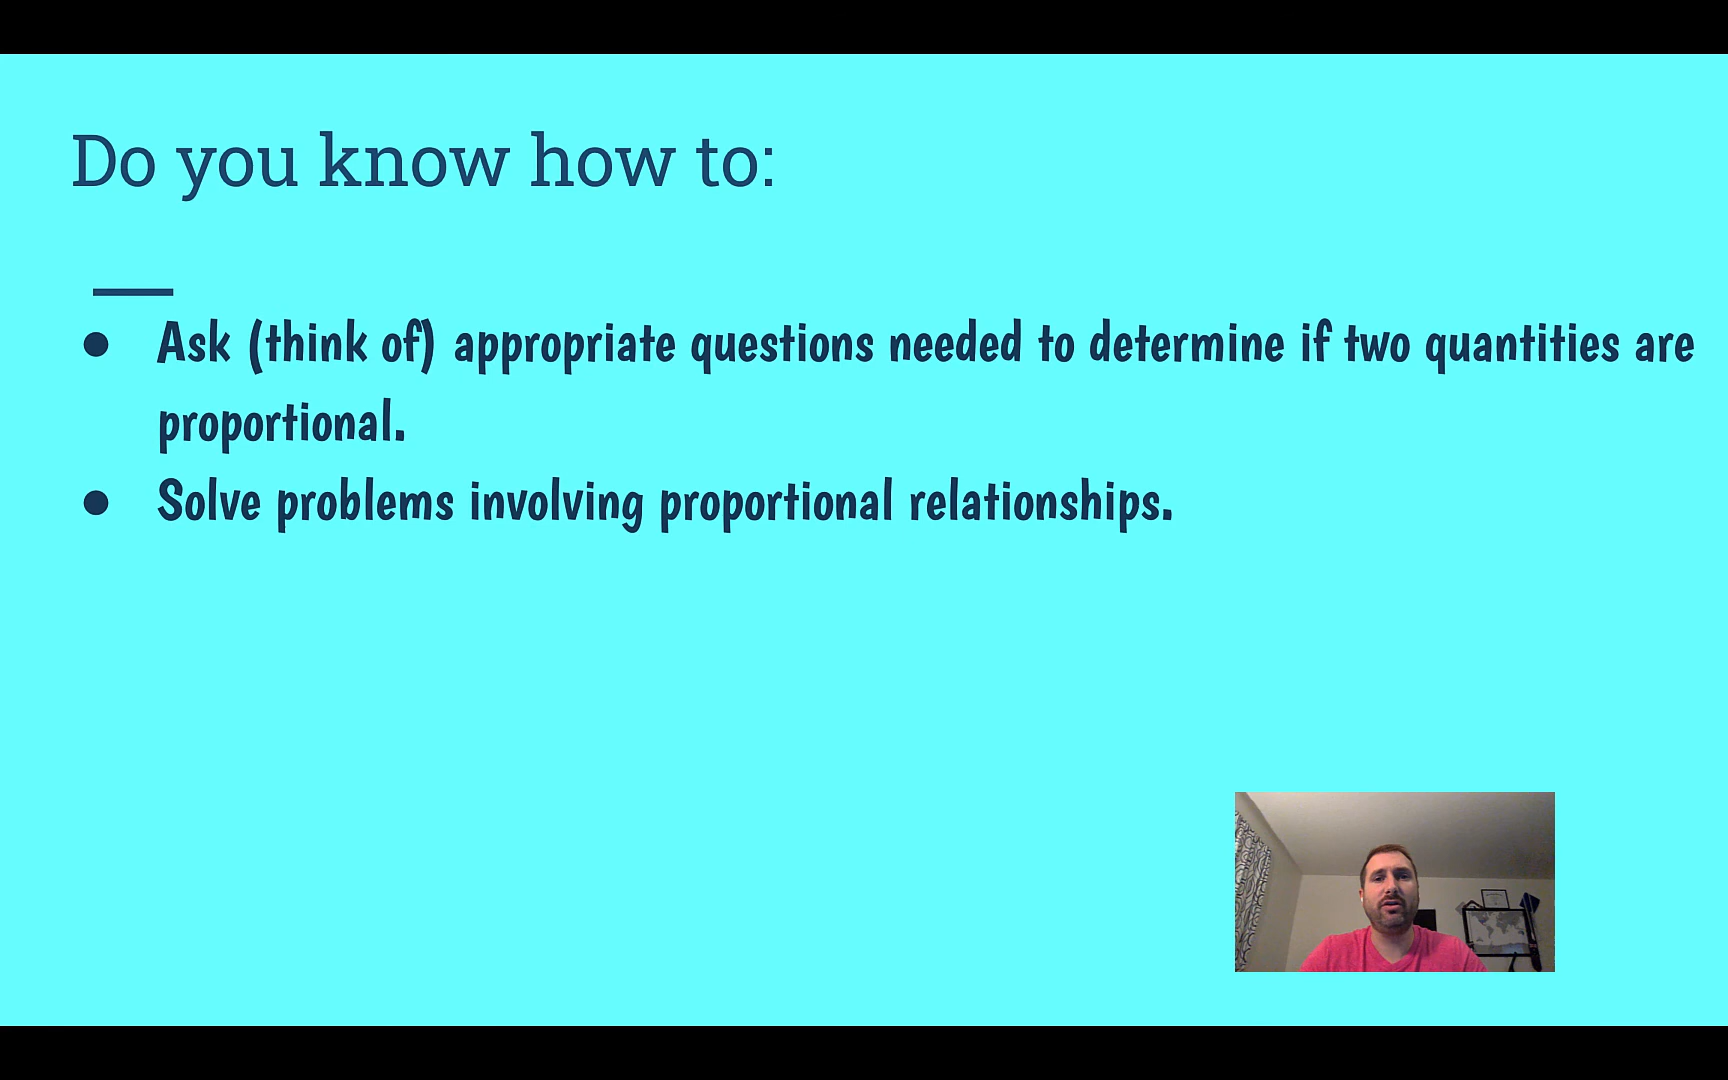 Do you know how to:
● Ask (think of) appropriate questions needed to determine if two quantities are
proportional.
● Solve problems involving proportional relationships.